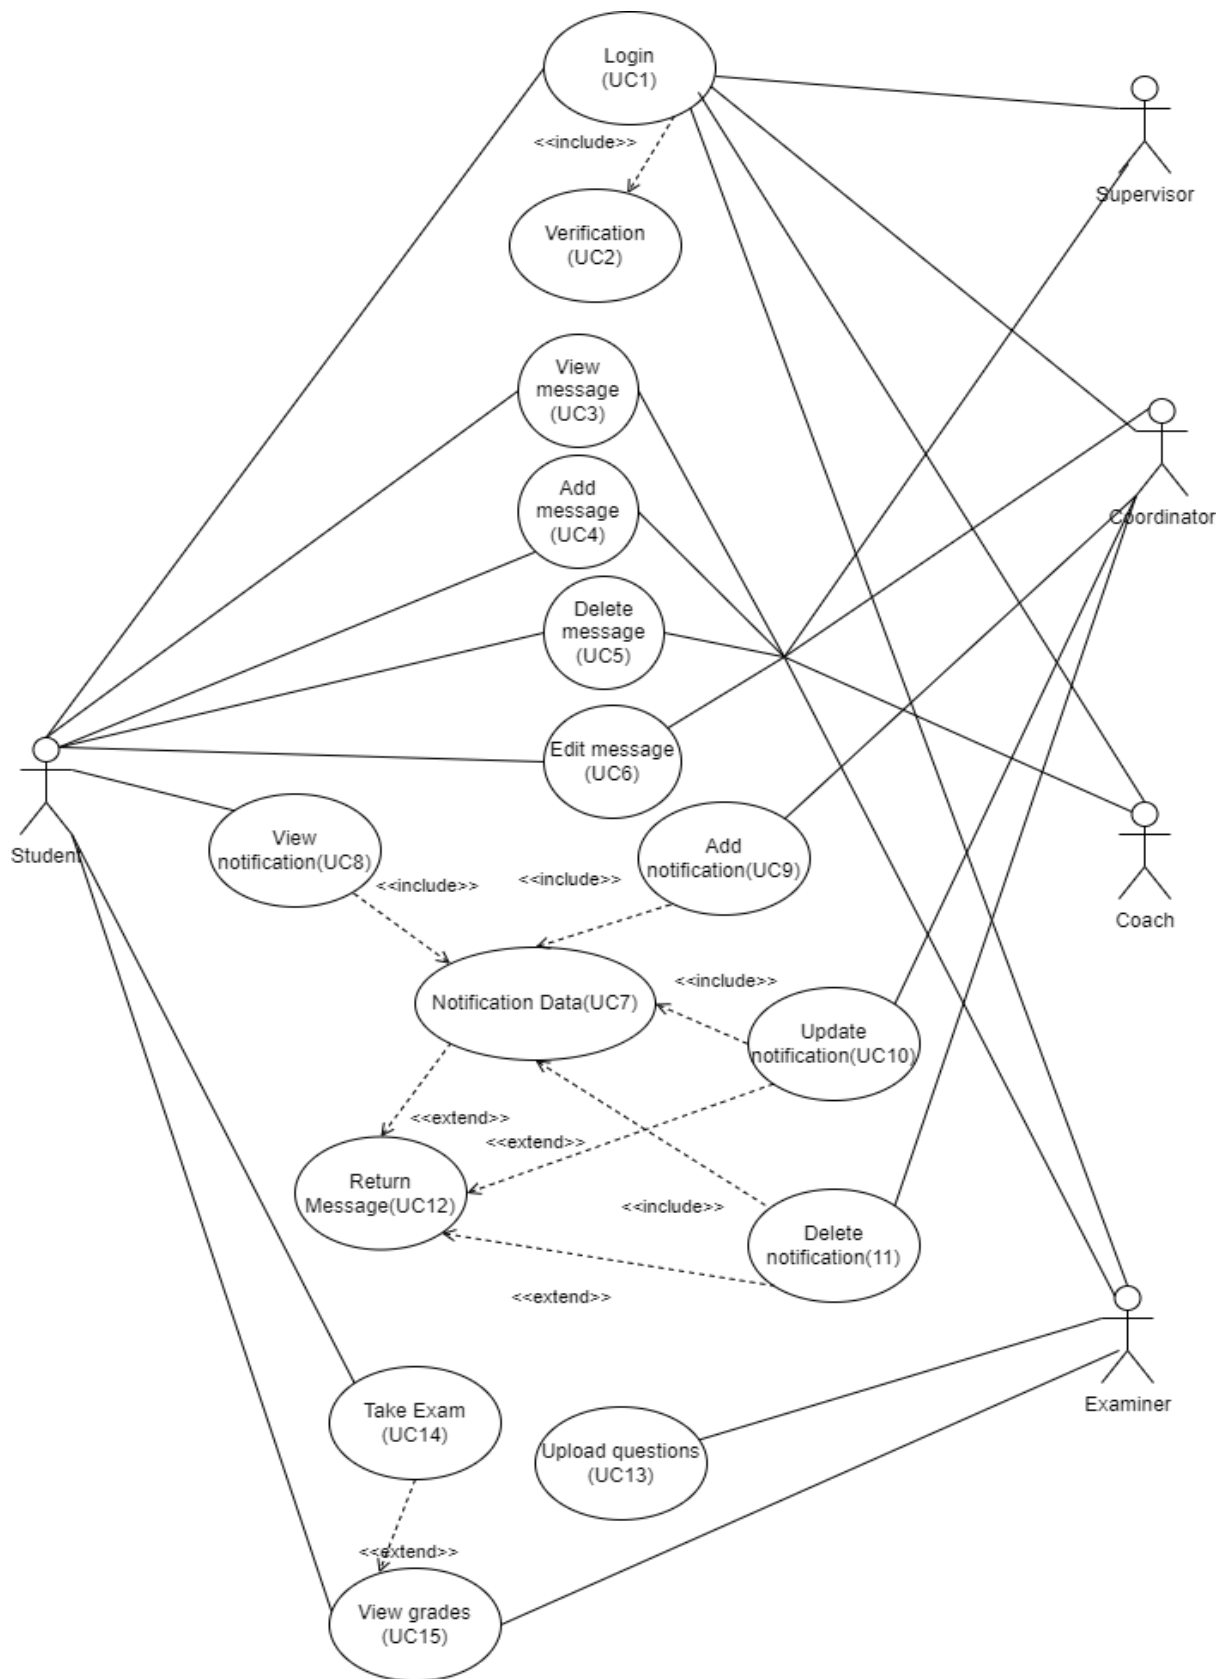 Login
(UC1)
<<include>>
Supervisor
Verification
(UC2)
View
message
(UC3)
Add
message
(UC4)
Coordinator
Delete
message
(UC5)
Edit message
(UC6)
Student
View
notification(UC8)
Add
notification(UC9)
<<include>>
<<include>>
Coach
Notification Data(UC7)
<<include>>
Update
notification(UC10)
<<extend>>
<<extend>>
Return
Message(UC12)
<<include>>
Delete
notification(11)
<<extend>>
Examiner
Take Exam
(UC14)
Upload questions
(UC13)
<<extend>>
View grades
(UC15)